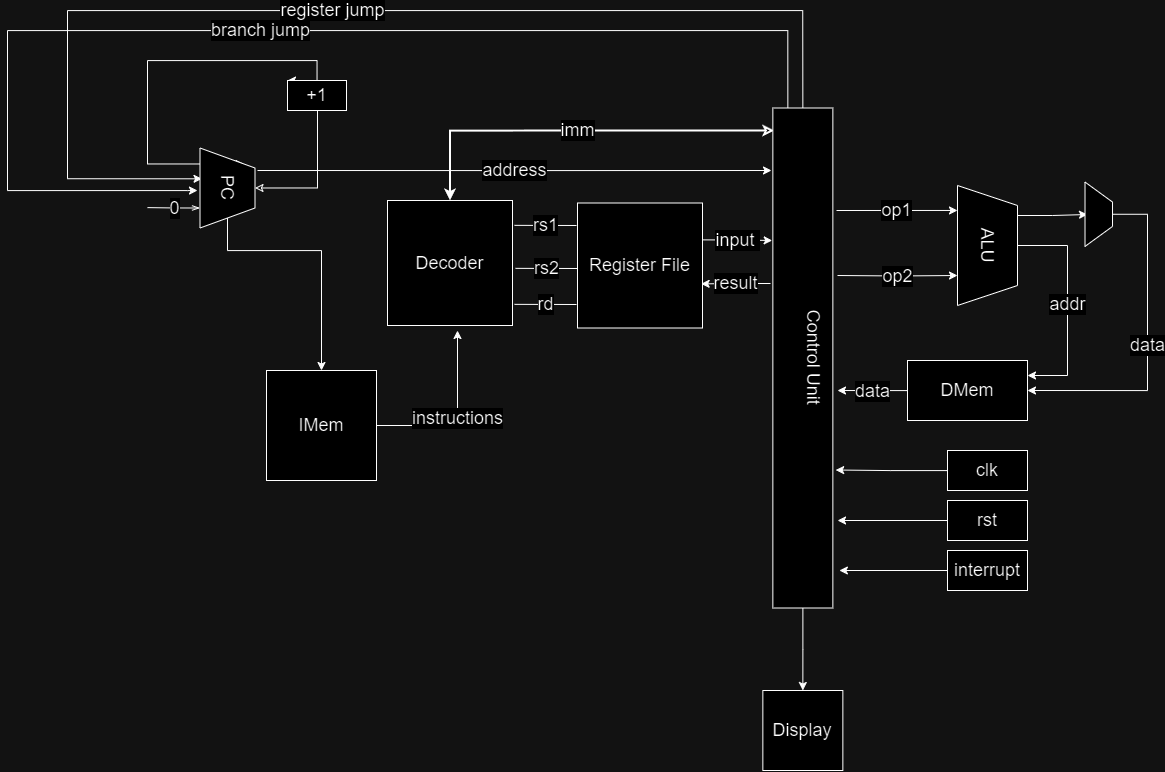 register jump
branch jump
+1
imm
address
PC
0
rs1
rs2
rd
Decoder
Register File
input
result
op1
op2
ALU
addr
data
Control Unit
data
DMem
IMem
instructions
clk
rst
interrupt
Display